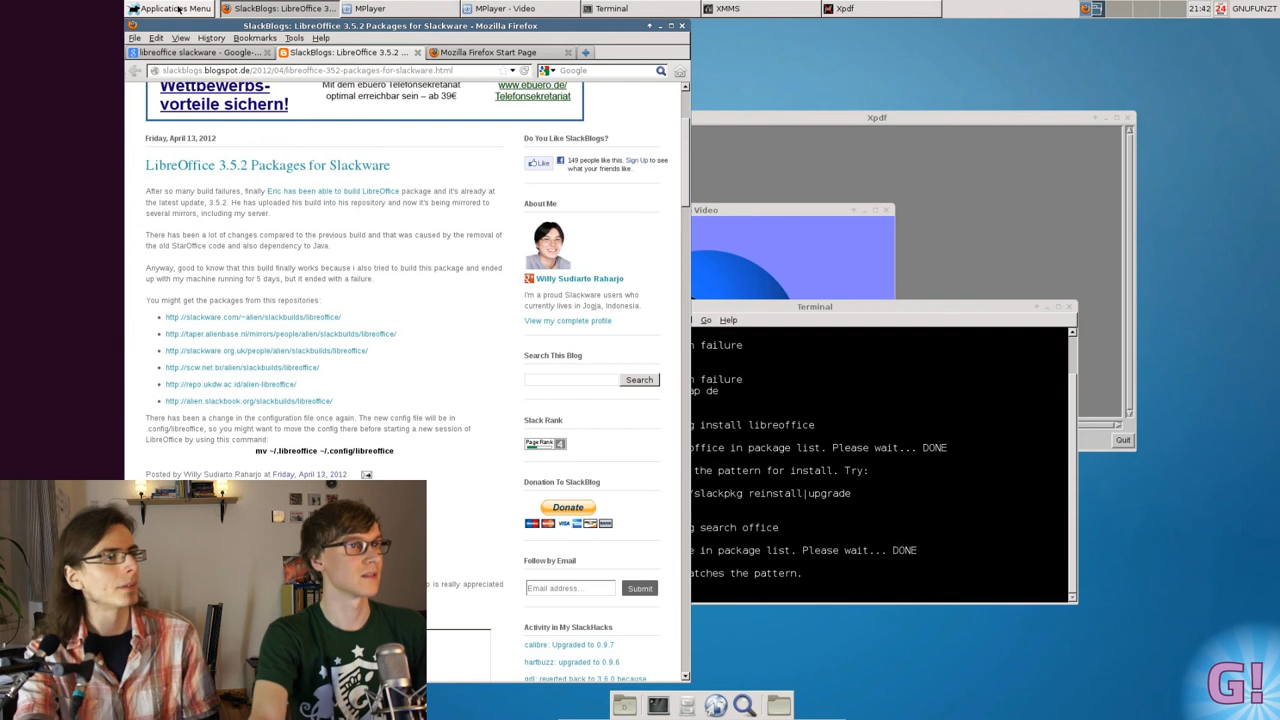 Applications Menu
SlackBlogs: LibreOffice 3...
MPlayer
MPlayer - Video
Terminal
XMMS
Xpdf
21:42
GNUFUNZT
SlackBlogs: LibreOffice 3.5.2 Packages for Slackware - Mozilla Firefox
File Edit View History Bookmarks Tools Help
libreoffice slackware - Google-...
SlackBlogs: LibreOffice 3.5.2 ...
Mozilla Firefox Start Page
slackblogs.blogspot.de/2012/04/libreoffice-352-packages-for-slackware.html
Google
Wettbewerbs-
vorteile sichern!
Mit dem ebuero Telefonsekretariat
optimal erreichbar sein – ab 39€
www.ebuero.de/
Telefonsekretariat
Friday, April 13, 2012
LibreOffice 3.5.2 Packages for Slackware
After so many build failures, finally Eric has been able to build LibreOffice package and it's already at
the latest update, 3.5.2. He has uploaded his build into his repository and now it's being mirrored to
several mirrors, including my server.
There has been a lot of changes compared to the previous build and that was caused by the removal of
the old StarOffice code and also dependency to Java.
Anyway, good to know that this build finally works because i also tried to build this package and ended
up with my machine running for 5 days, but it ended with a failure.
You might get the packages from this repositories:
http://slackware.com/~alien/slackbuilds/libreoffice/
http://taper.alienbase.nl/mirrors/people/alien/slackbuilds/libreoffice/
http://slackware.org.uk/people/alien/slackbuilds/libreoffice/
http://scw.net.br/alien/slackbuilds/libreoffice/
http://repo.ukdw.ac.id/alien-libreoffice/
http://alien.slackbook.org/slackbuilds/libreoffice/
There has been a change in the configuration file once again. The new config file will be in
.config/libreoffice, so you might want to move the config there before starting a new session of
LibreOffice by using this command:
mv ~/.libreoffice ~/.config/libreoffice
Posted by Willy Sudiarto Raharjo at Friday, April 13, 2012
is really appreciated
Do You Like SlackBlogs?
Like
149 people like this. Sign Up to see
what your friends like.
About Me
Willy Sudiarto Raharjo
I'm a proud Slackware users who
currently lives in Jogja, Indonesia.
View my complete profile
Search This Blog
Search
Slack Rank
Page Rank 4
Donation To SlackBlog
Donate
Follow by Email
Email address...
Submit
Activity in My SlackHacks
calibre: Upgraded to 0.9.7
harfbuzz: upgraded to 0.9.6
gdl: reverted back to 3.6.0 because
Xpdf
Video
Quit
Terminal
Go Help
n failure
n failure
ap de
g install libreoffice
office in package list. Please wait... DONE
the pattern for install. Try:
/slackpkg reinstall|upgrade
g search office
e in package list. Please wait... DONE
atches the pattern.
G!